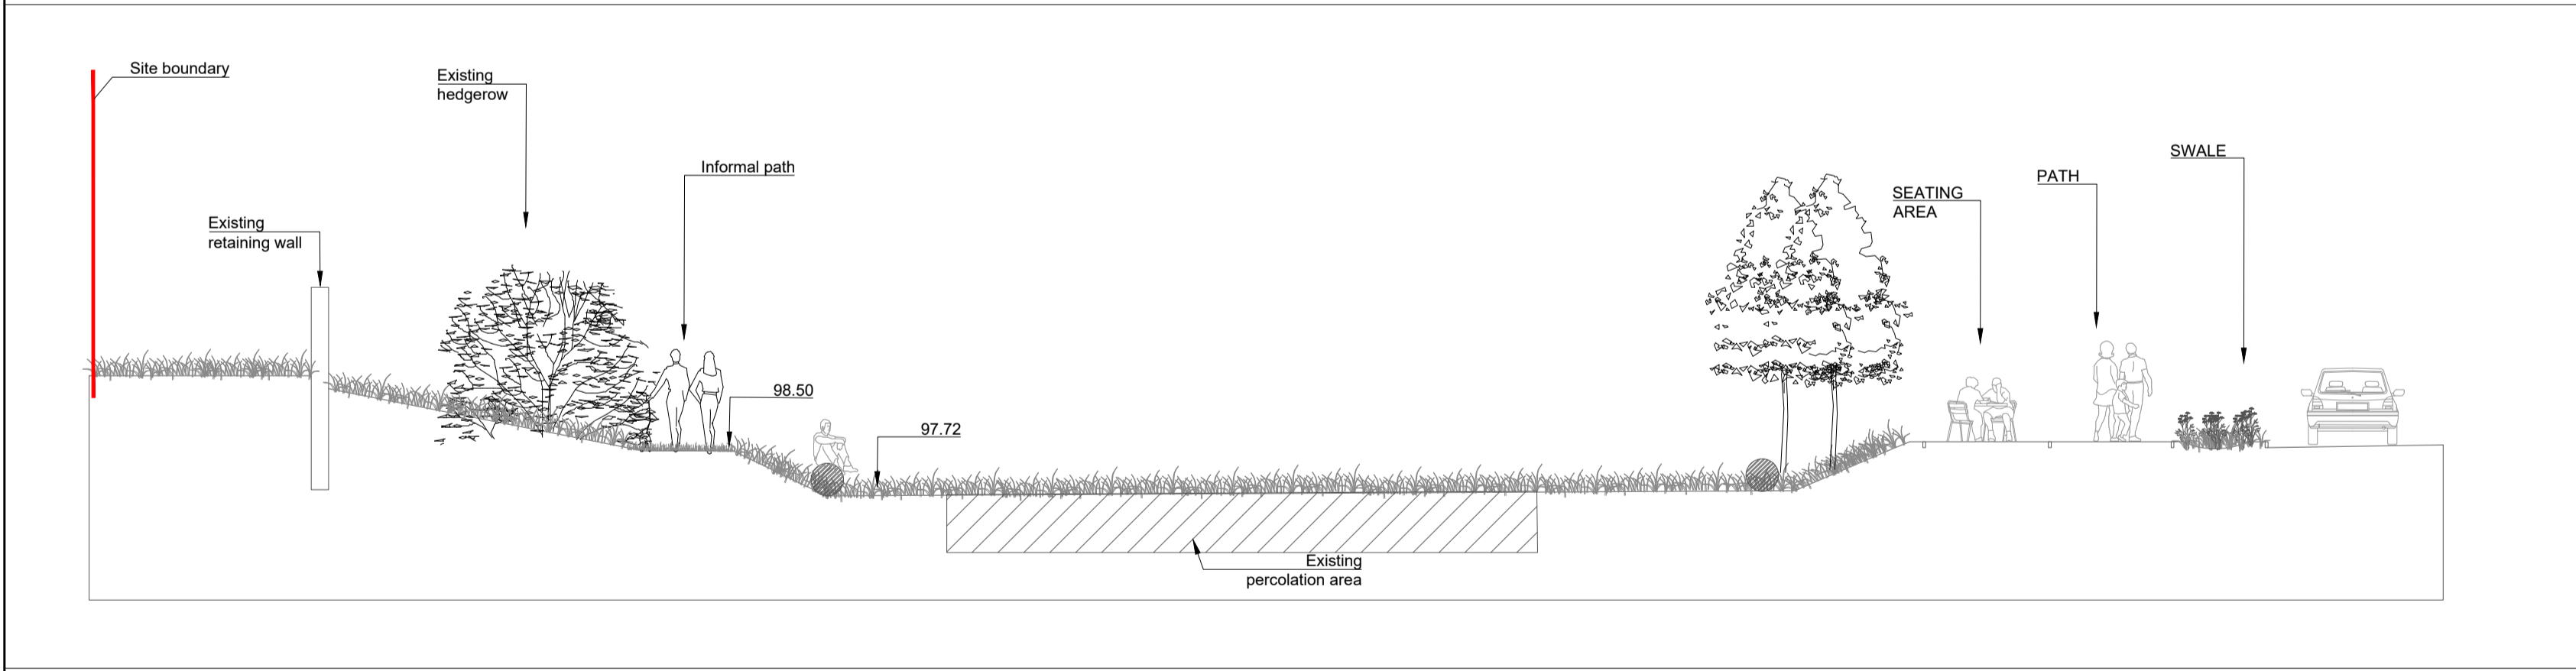 Site boundary
Existing
hedgerow
Informal path
Existing
retaining wall
98.50
97.72
Existing
percolation area
SEATING
AREA
PATH
SWALE